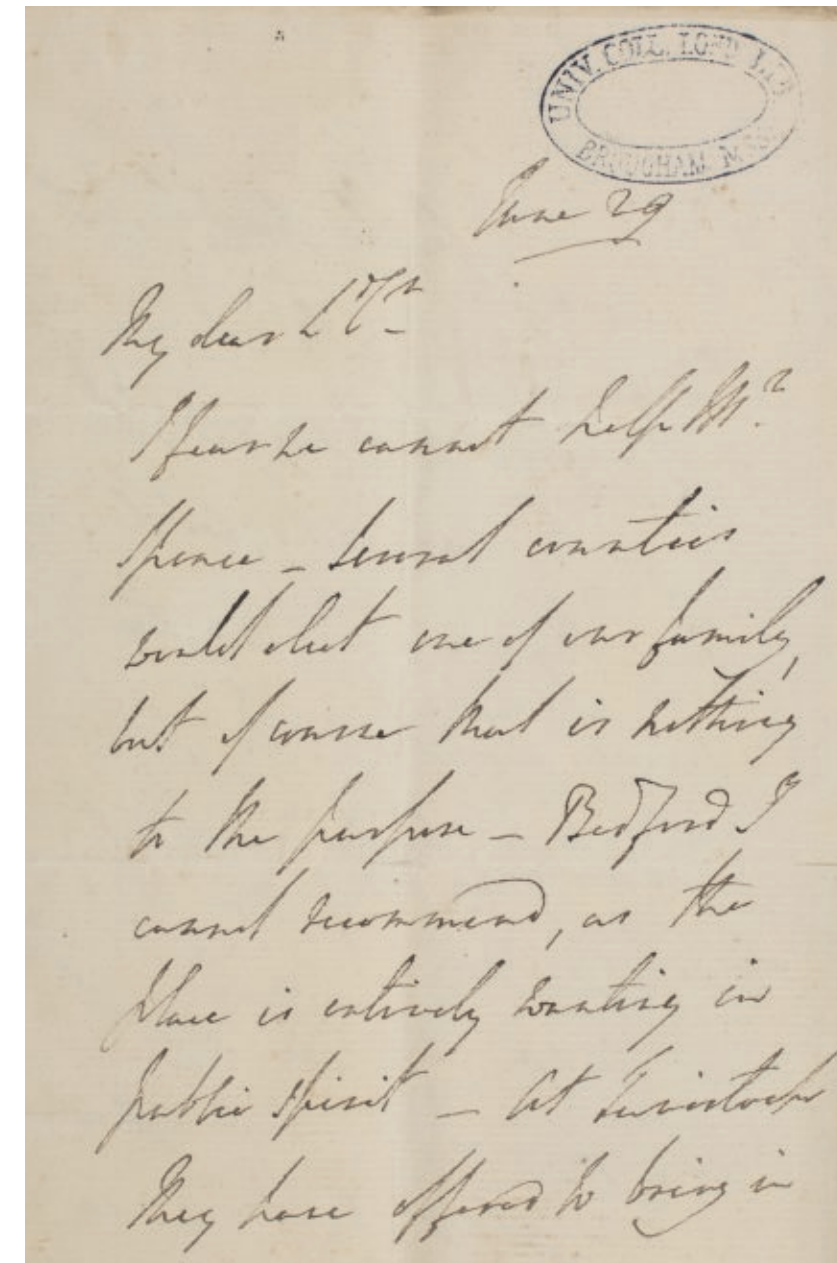 UNIV. COLL. LOND. LIB
BROUGHAM MSS
June 29
My dear Ld
I fear we cannot help Mr.
Spence – Several counties
would elect one of our family,
but of course that is nothing
to the purpose – Bedford I
cannot recommend, as the
place is entirely wanting in
public spirit – At Tavistock
they have offered to bring in